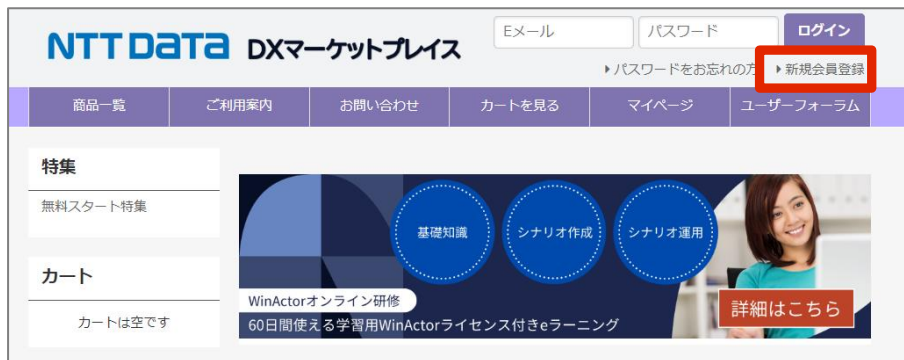 NTT DATA DXマーケットプレイス
Eメール
パスワード
ログイン
パスワードをお忘れの方
新規会員登録
商品一覧
ご利用案内
お問い合わせ
カートを見る
マイページ
ユーザーフォーラム
特集
無料スタート特集
カート
カートは空です
基礎知識
シナリオ作成
シナリオ運用
WinActorオンライン研修
60日間使える学習用WinActorライセンス付きeラーニング
詳細はこちら